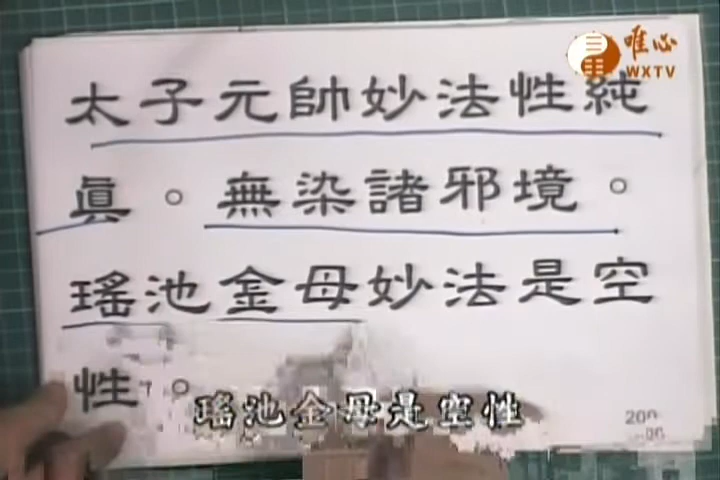 唯心
WXTV
太子元帥妙法性純
真。無染諸邪境。
瑤池金母妙法是空
性。
瑤池金母是空性